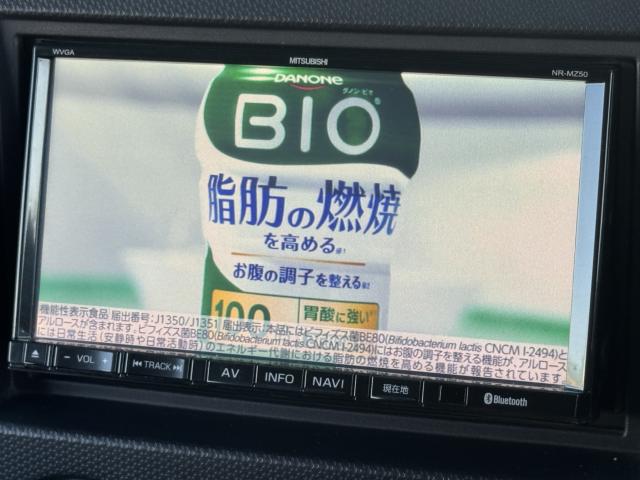 WVGA
MITSUBISHI
NR-MZ50
DANONE
ダノンビオ
BIO®
脂肪の燃焼
を高める※1
お腹の調子を整える※2
100
胃酸に強い
機能性表示食品 届出番号:J1350/J1351 届出表示:本品にはビフィズス菌BE80(Bifidobacterium lactis CNCM I-2494)と
アルロースが含まれます。ビフィズス菌BE80(Bifidobacterium lactis CNCM I-2494)にはお腹の調子を整える機能が、アルロース
には日常生活(安静時や日常活動時)のエネルギー代謝における脂肪の燃焼を高める機能が報告されています。
− VOL +
TRACK
AV
INFO
NAVI
現在地
Bluetooth